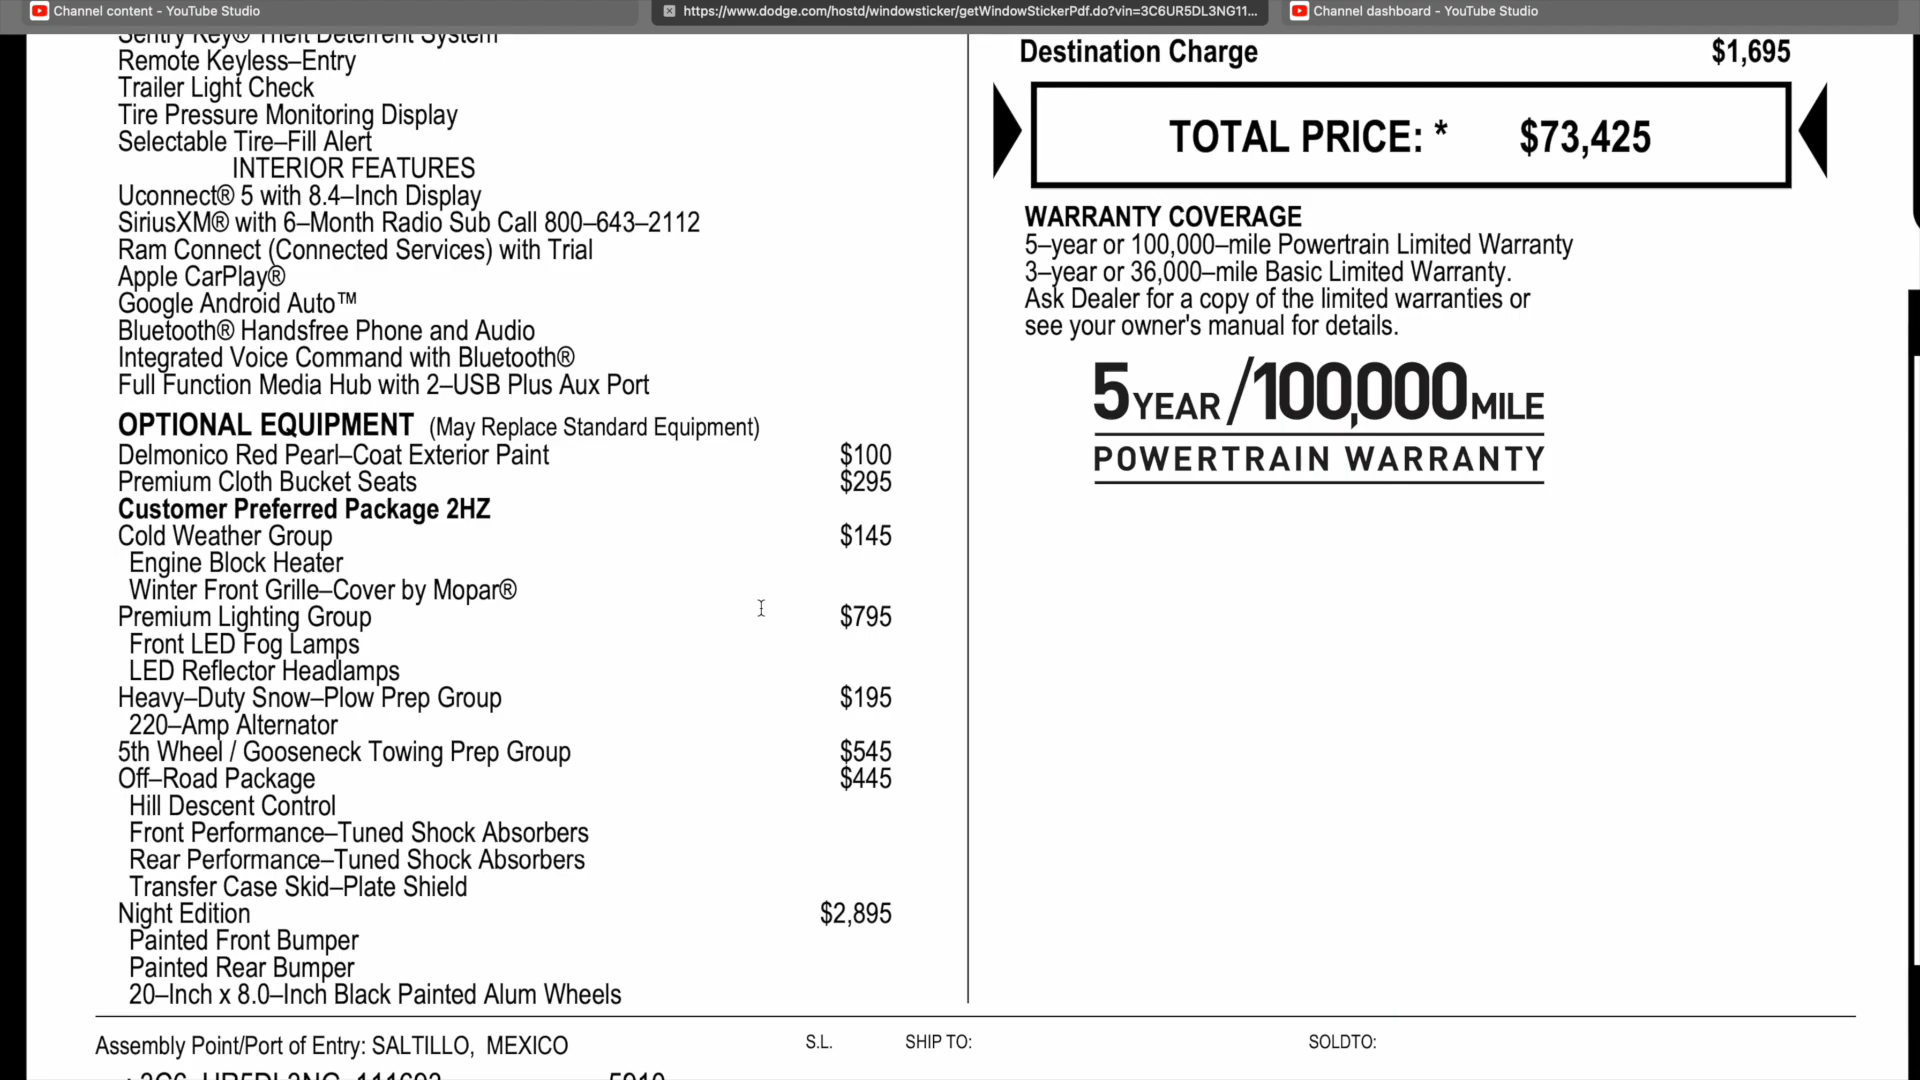 Channel content - YouTube Studio
https://www.dodge.com/hostd/windowsticker/getWindowStickerPdf.do?vin=3C6UR5DL3NG11...
Channel dashboard - YouTube Studio
Sentry Key® Theft Deterrent System
Remote Keyless–Entry
Trailer Light Check
Tire Pressure Monitoring Display
Selectable Tire–Fill Alert
INTERIOR FEATURES
Uconnect® 5 with 8.4–Inch Display
SiriusXM® with 6–Month Radio Sub Call 800–643–2112
Ram Connect (Connected Services) with Trial
Apple CarPlay®
Google Android Auto™
Bluetooth® Handsfree Phone and Audio
Integrated Voice Command with Bluetooth®
Full Function Media Hub with 2–USB Plus Aux Port
OPTIONAL EQUIPMENT (May Replace Standard Equipment)
Delmonico Red Pearl–Coat Exterior Paint $100
Premium Cloth Bucket Seats $295
Customer Preferred Package 2HZ
Cold Weather Group $145
Engine Block Heater
Winter Front Grille–Cover by Mopar®
Premium Lighting Group $795
Front LED Fog Lamps
LED Reflector Headlamps
Heavy–Duty Snow–Plow Prep Group $195
220–Amp Alternator
5th Wheel / Gooseneck Towing Prep Group $545
Off–Road Package $445
Hill Descent Control
Front Performance–Tuned Shock Absorbers
Rear Performance–Tuned Shock Absorbers
Transfer Case Skid–Plate Shield
Night Edition $2,895
Painted Front Bumper
Painted Rear Bumper
20–Inch x 8.0–Inch Black Painted Alum Wheels
Destination Charge $1,695
TOTAL PRICE: * $73,425
WARRANTY COVERAGE
5–year or 100,000–mile Powertrain Limited Warranty
3–year or 36,000–mile Basic Limited Warranty.
Ask Dealer for a copy of the limited warranties or
see your owner's manual for details.
5 YEAR/100,000 MILE
POWERTRAIN WARRANTY
Assembly Point/Port of Entry: SALTILLO, MEXICO
S.L. SHIP TO: SOLDTO: